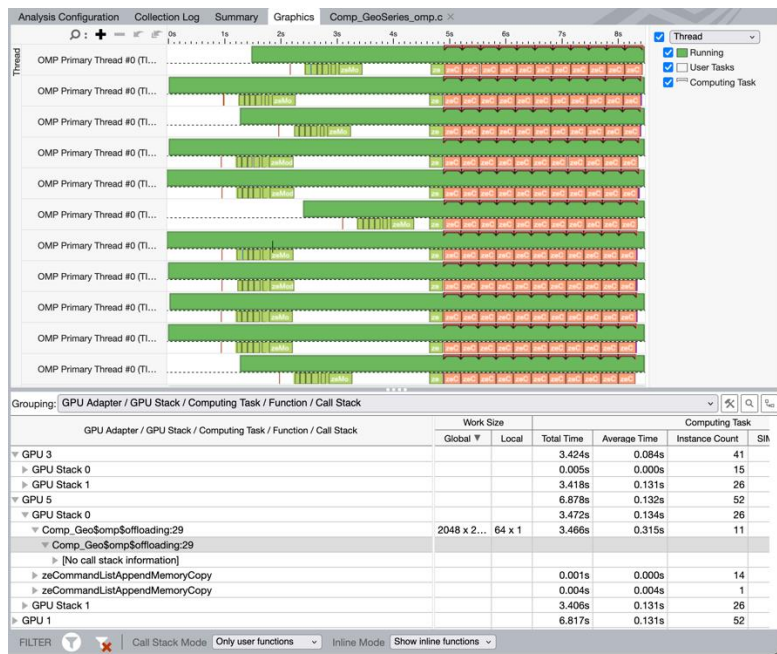 Analysis Configuration Collection Log Summary Graphics Comp_GeoSeries_omp.c ×
0s 1s 2s 3s 4s 5s 6s 7s 8s
Thread
Thread
Running
User Tasks
Computing Task
OMP Primary Thread #0 (TI...
OMP Primary Thread #0 (TI...
OMP Primary Thread #0 (TI...
OMP Primary Thread #0 (TI...
OMP Primary Thread #0 (TI...
OMP Primary Thread #0 (TI...
OMP Primary Thread #0 (TI...
OMP Primary Thread #0 (TI...
OMP Primary Thread #0 (TI...
OMP Primary Thread #0 (TI...
OMP Primary Thread #0 (TI...
Grouping: GPU Adapter / GPU Stack / Computing Task / Function / Call Stack
GPU Adapter / GPU Stack / Computing Task / Function / Call Stack Work Size Computing Task
Global Local Total Time Average Time Instance Count SIM
GPU 3 3.424s 0.084s 41
GPU Stack 0 0.005s 0.000s 15
GPU Stack 1 3.418s 0.131s 26
GPU 5 6.878s 0.132s 52
GPU Stack 0 3.472s 0.134s 26
Comp_Geo$omp$offloading:29 2048 x 2... 64 x 1 3.466s 0.315s 11
Comp_Geo$omp$offloading:29
[No call stack information]
zeCommandListAppendMemoryCopy 0.001s 0.000s 14
zeCommandListAppendMemoryCopy 0.004s 0.004s 1
GPU Stack 1 3.406s 0.131s 26
GPU 1 6.817s 0.131s 52
FILTER Call Stack Mode Only user functions Inline Mode Show inline functions